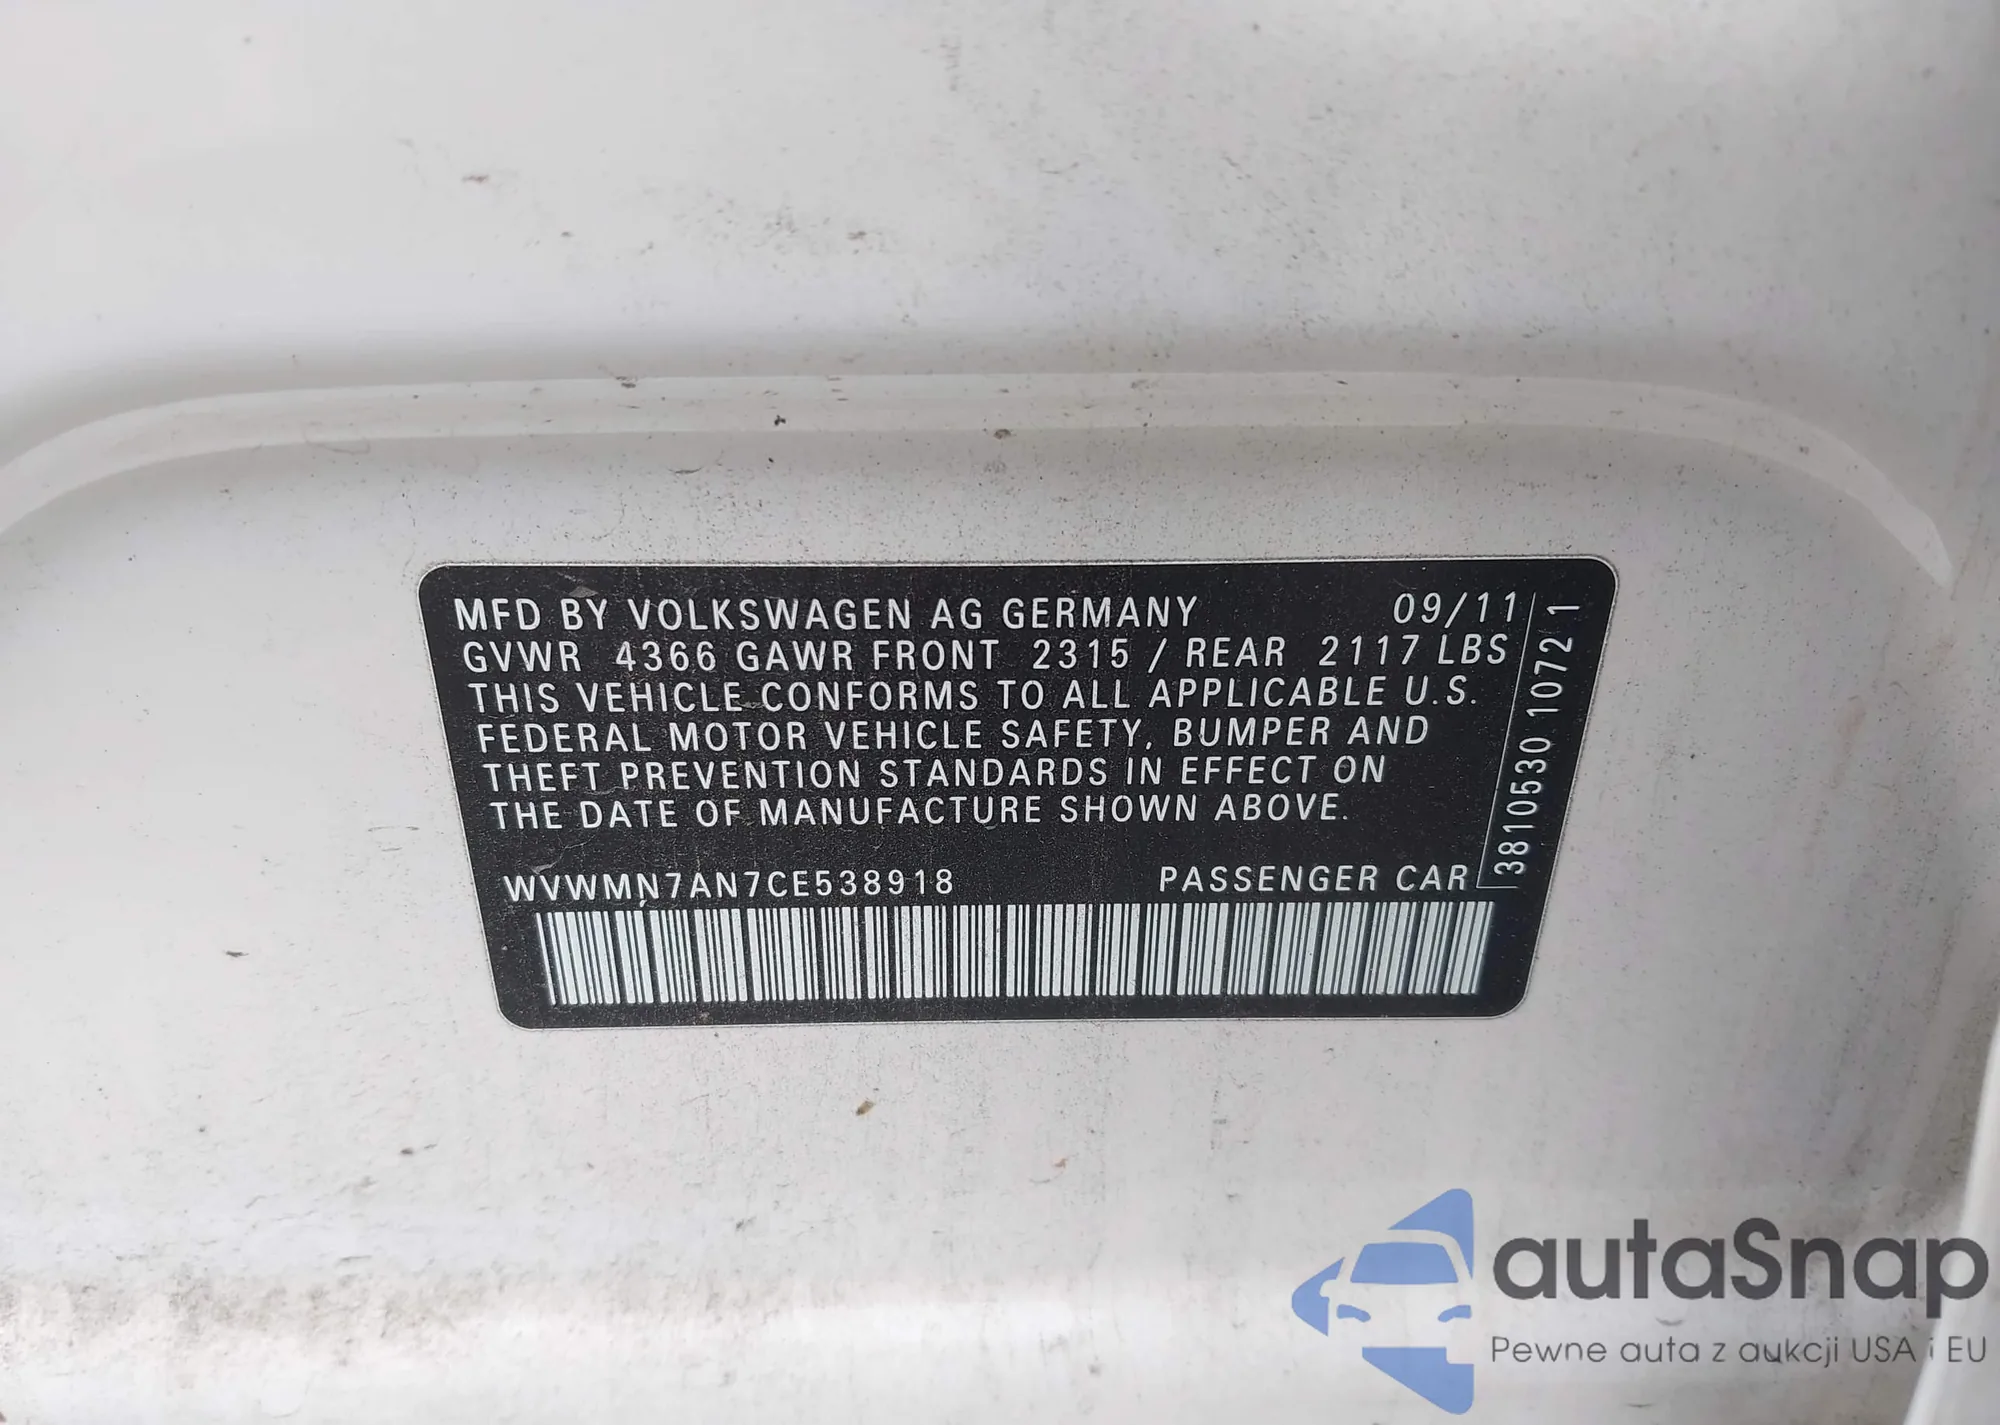 MFD BY VOLKSWAGEN AG GERMANY 09/11
GVWR 4366 GAWR FRONT 2315 / REAR 2117 LBS
THIS VEHICLE CONFORMS TO ALL APPLICABLE U.S.
FEDERAL MOTOR VEHICLE SAFETY, BUMPER AND
THEFT PREVENTION STANDARDS IN EFFECT ON
THE DATE OF MANUFACTURE SHOWN ABOVE.
WVWMN7AN7CE538918 PASSENGER CAR
3810530 1072 1
autaSnap
Pewne auta z aukcji USA i EU